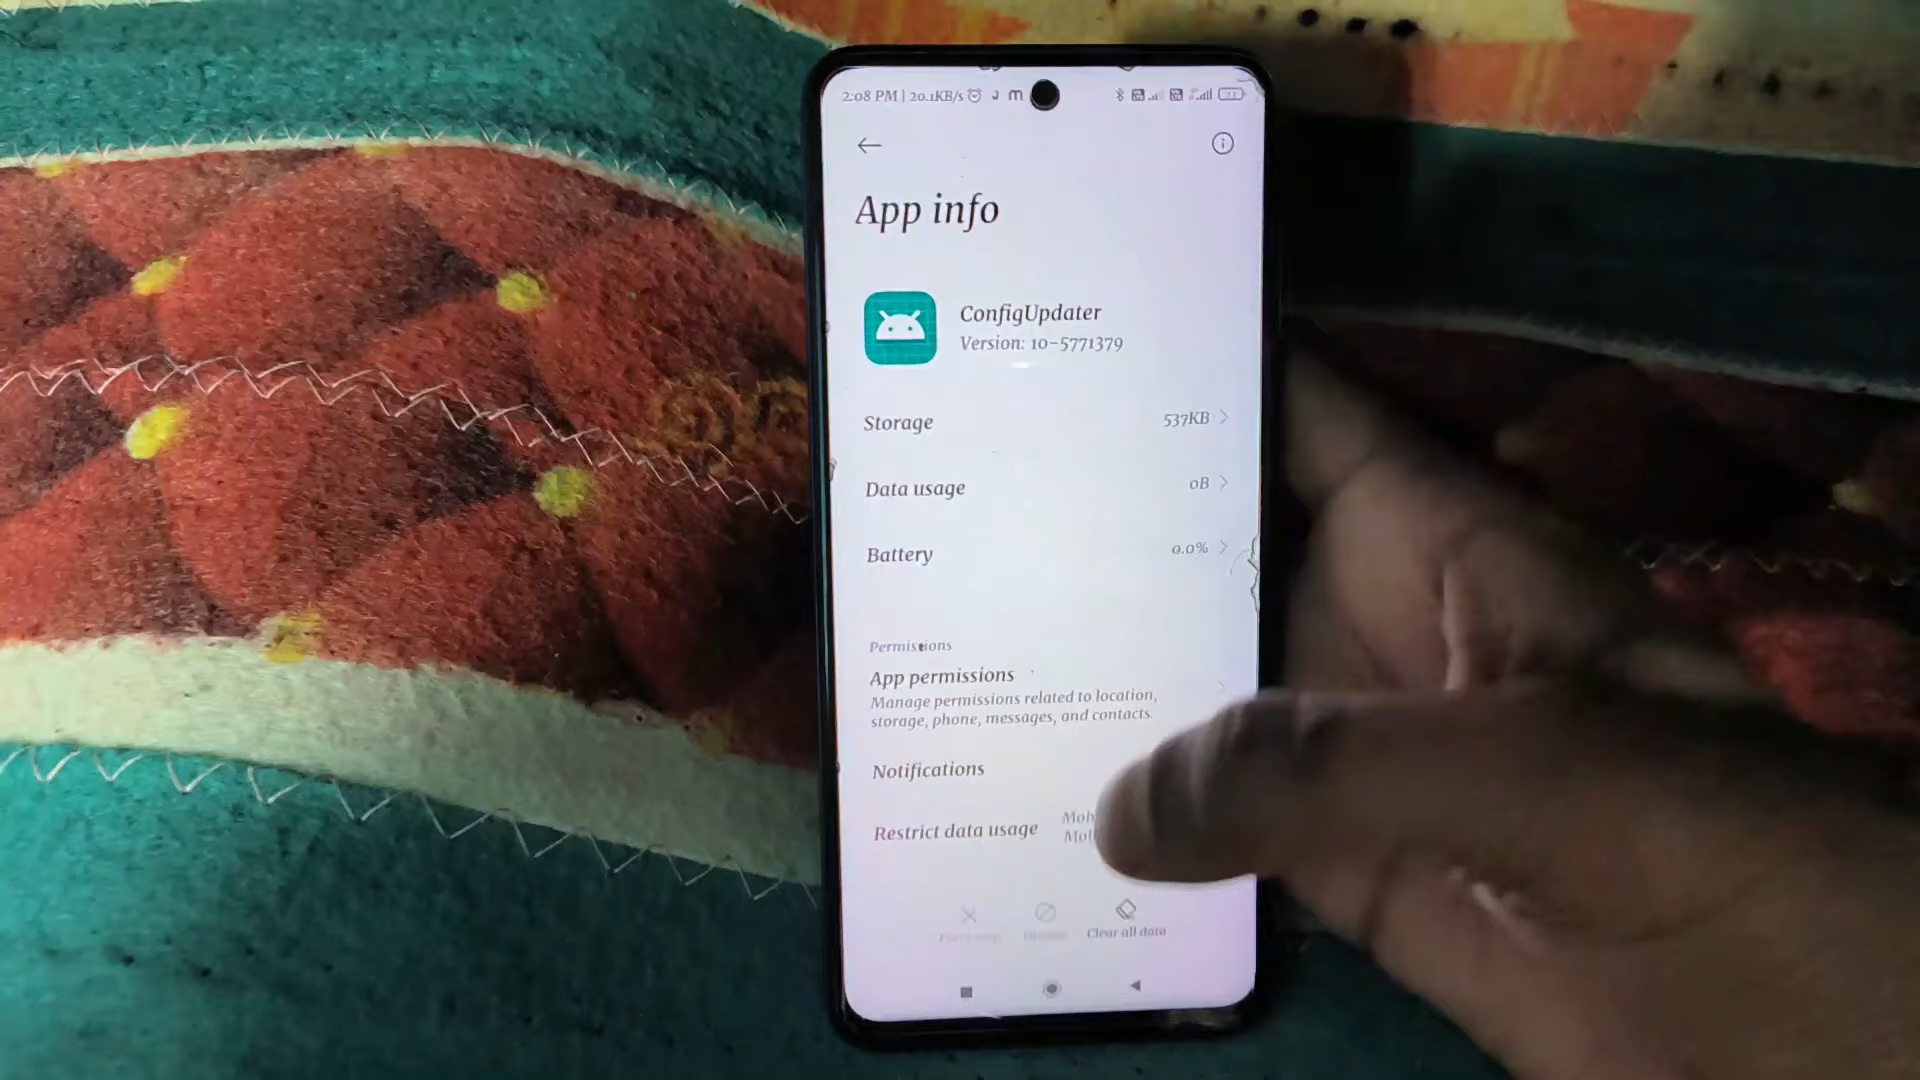 2:08 PM | 20.1KB/s
App info
ConfigUpdater
Version: 10-5771379
Storage 537KB
Data usage 0B
Battery 0.0%
Permissions
App permissions
Manage permissions related to location,
storage, phone, messages, and contacts.
Notifications
Restrict data usage
Clear all data